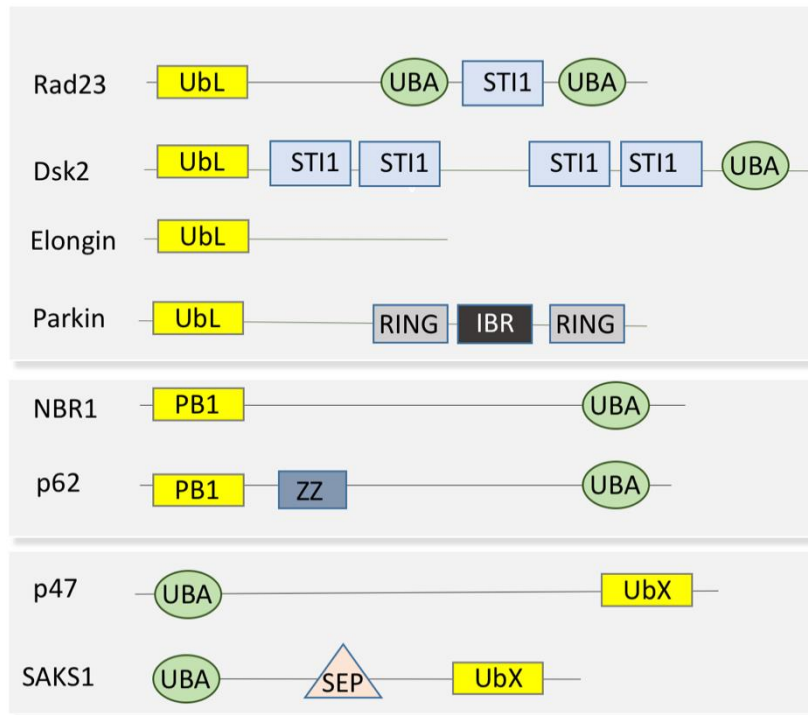 Rad23 UbL UBA STI1 UBA
Dsk2 UbL STI1 STI1 STI1 STI1 UBA
Elongin UbL
Parkin UbL RING IBR RING
NBR1 PB1 UBA
p62 PB1 ZZ UBA
p47 UBA UbX
SAKS1 UBA SEP UbX